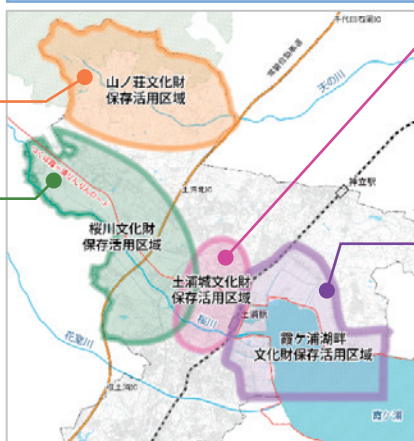 千代田石岡IC
常磐自動車道
天の川
山ノ荘文化財
保存活用区域
つくば霞ヶ浦りんりんロード
土浦北IC
神立駅
桜川文化財
保存活用区域
土浦城文化財
保存活用区域
桜川
土浦駅
霞ケ浦湖畔
文化財保存活用区域
花室川
桜土浦IC
霞ケ浦